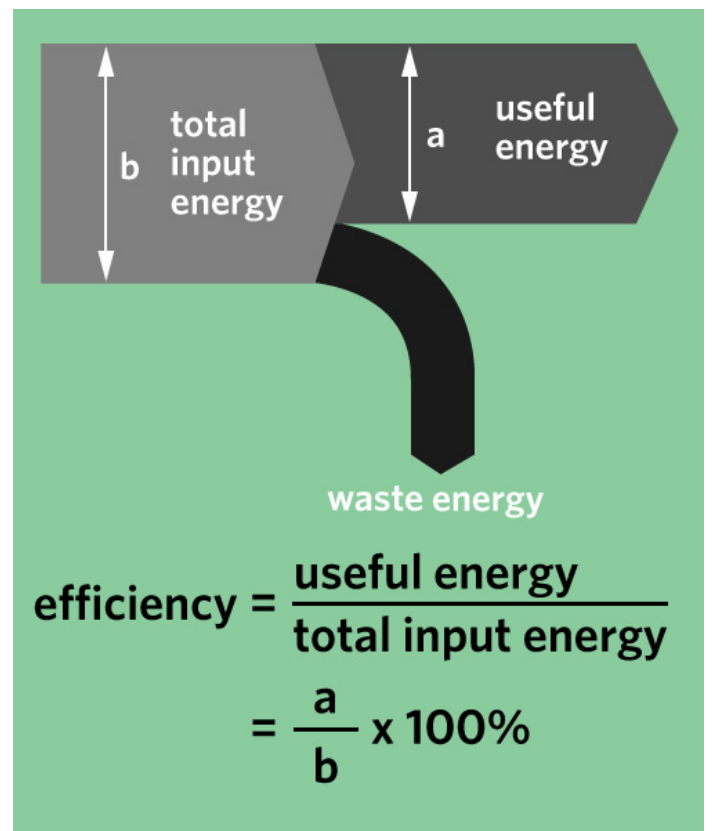 b
total
input
energy
a
useful
energy
waste energy
efficiency = useful energy
total input energy
= a
b
x 100%